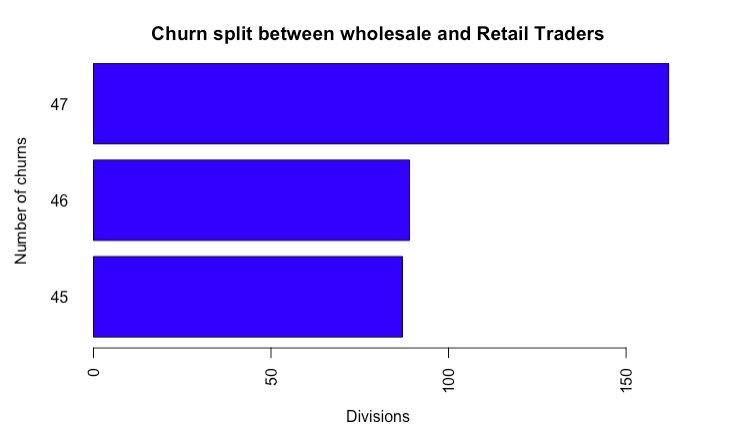 Churn split between wholesale and Retail Traders
Number of churns
47
46
45
0
50
100
150
Divisions